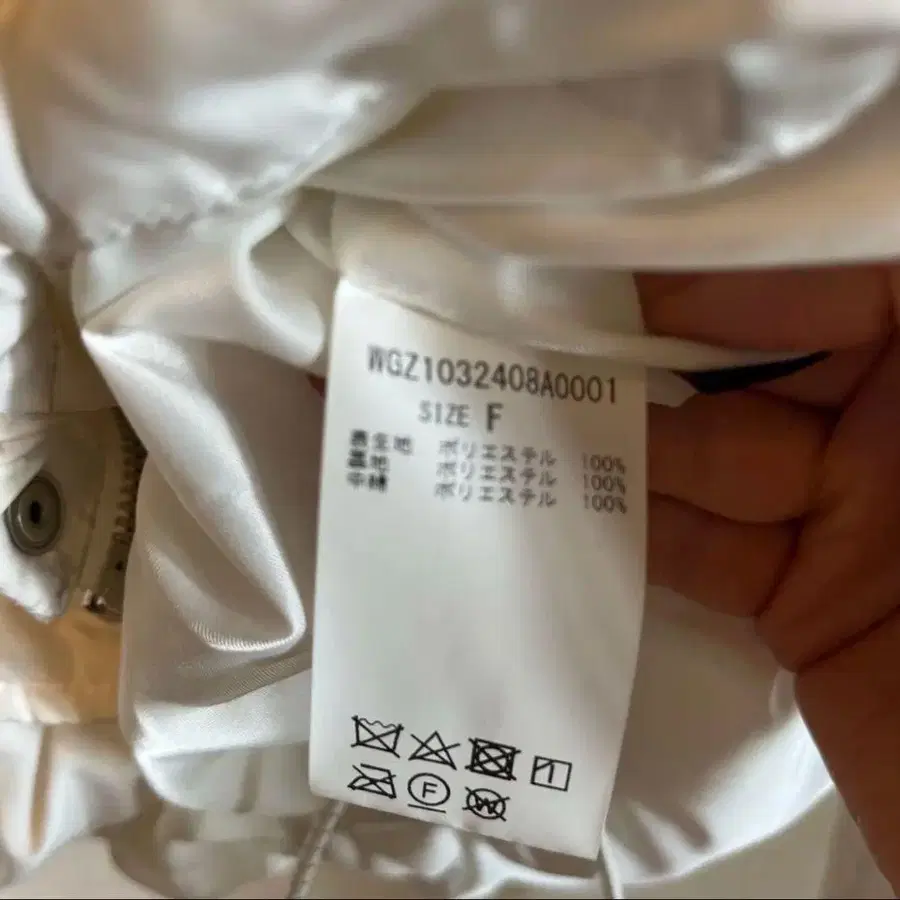 WGZ1032408A0001
SIZE F
表生地 ポリエステル 100%
裏地 ポリエステル 100%
中綿 ポリエステル 100%
F
W